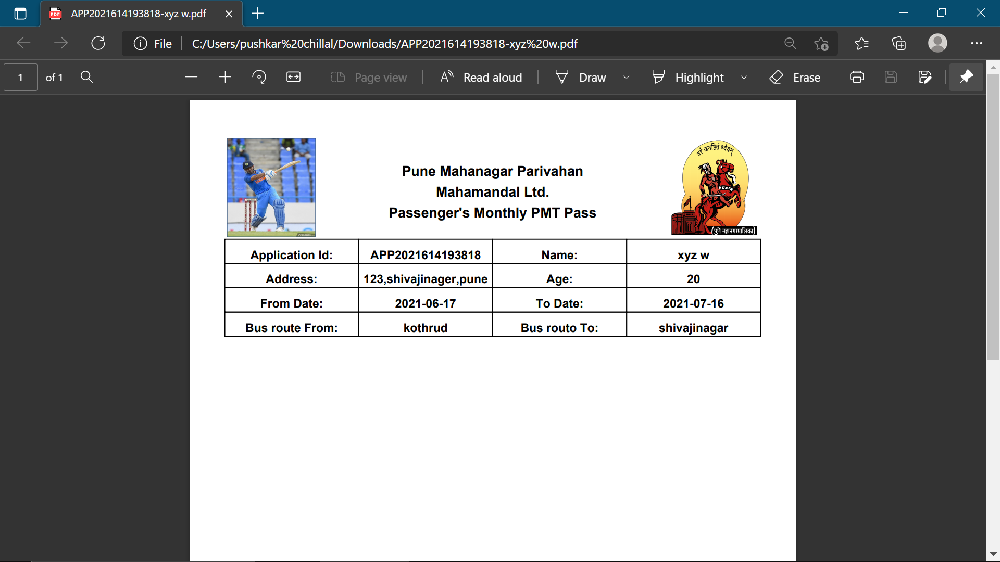 APP2021614193818-xyz w.pdf
File
C:/Users/pushkar%20chillal/Downloads/APP2021614193818-xyz%20w.pdf
1 of 1
Page view
Read aloud
Draw
Highlight
Erase
वरं जनहितं ध्येयम्
Pune Mahanagar Parivahan
Mahamandal Ltd.
Passenger's Monthly PMT Pass
(पुणे महानगरपालिका)
Application Id: APP2021614193818 Name: xyz w
Address: 123,shivajinager,pune Age: 20
From Date: 2021-06-17 To Date: 2021-07-16
Bus route From: kothrud Bus routo To: shivajinagar